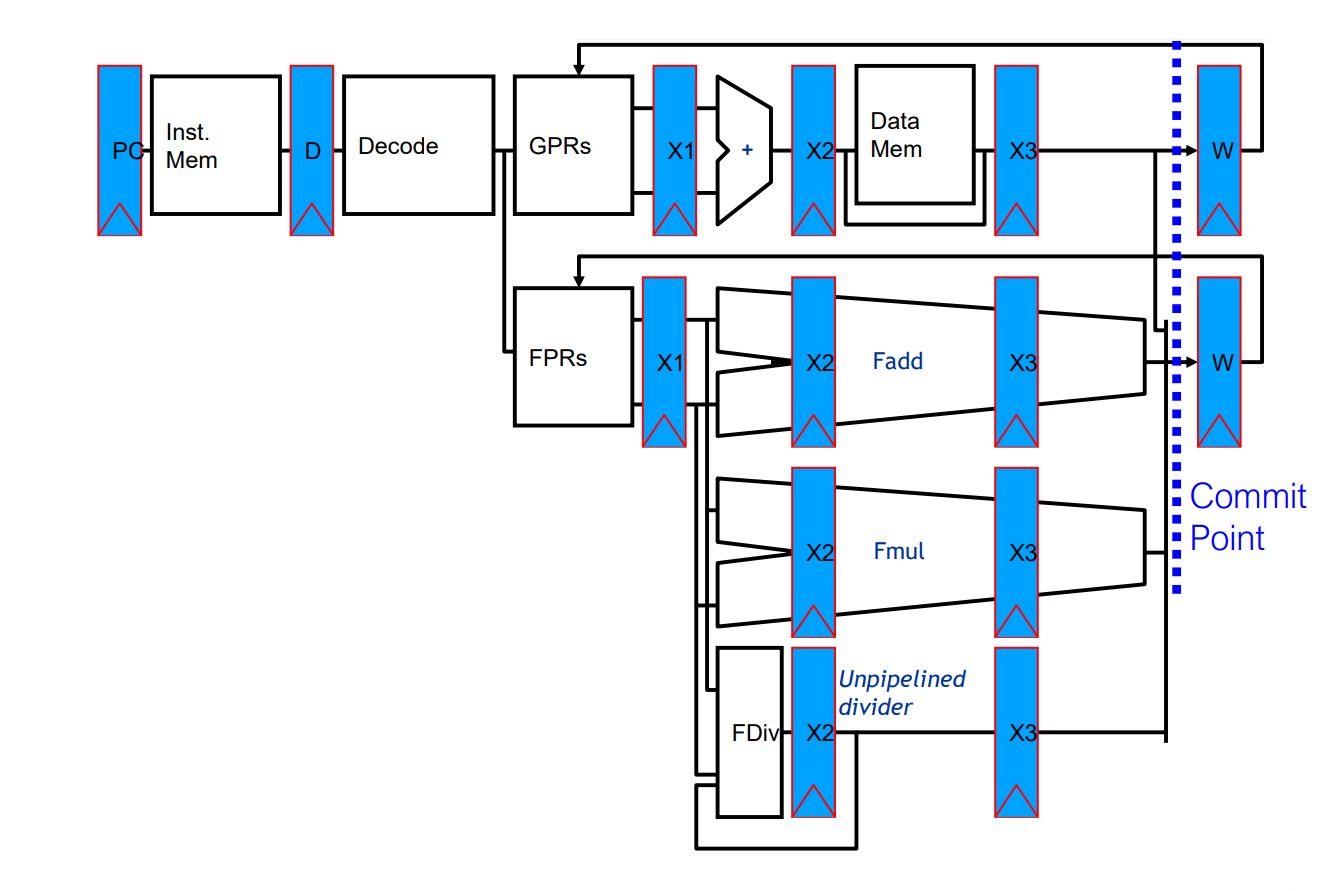 PC
Inst.
Mem
D
Decode
GPRs
X1
+
X2
Data
Mem
X3
W
FPRs
X1
X2
Fadd
X3
W
Commit
Point
X2
Fmul
X3
Unpipelined
divider
FDiv
X2
X3